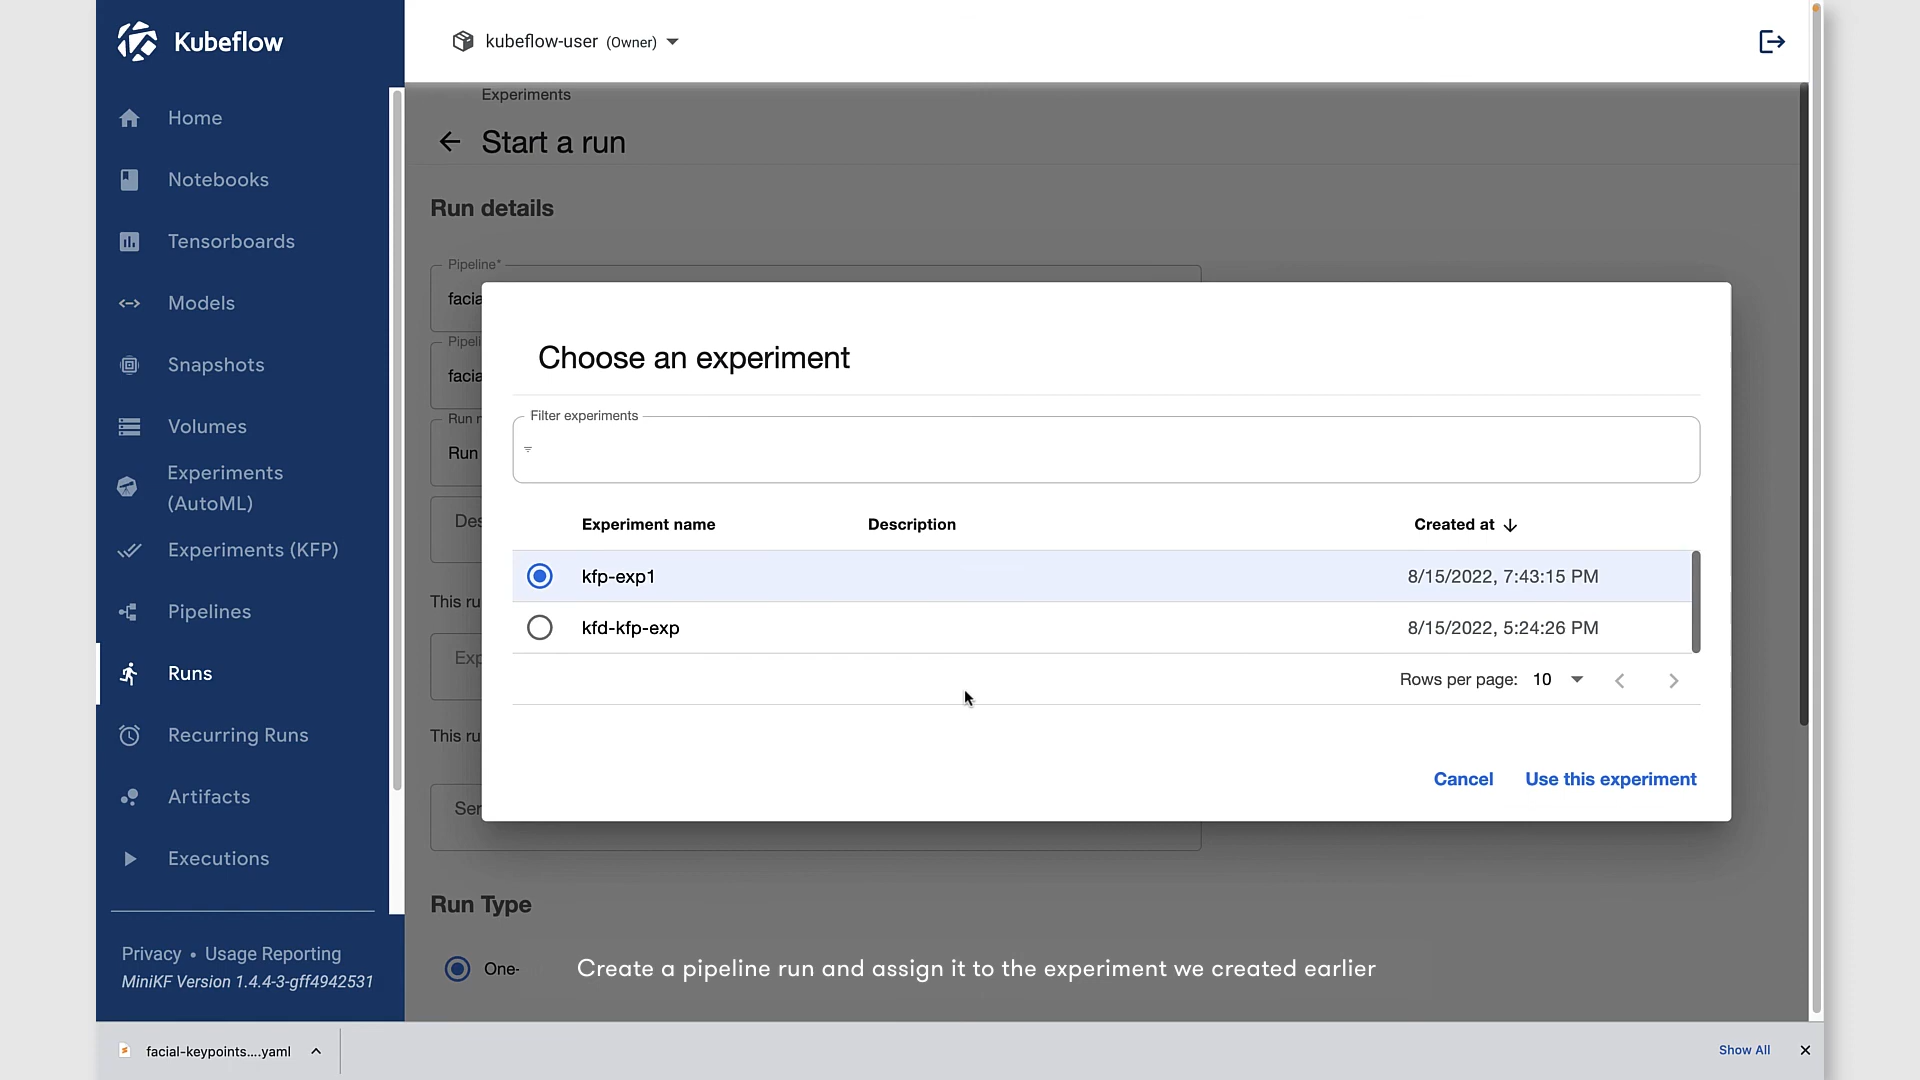 Kubeflow
kubeflow-user (Owner)
Home
Notebooks
Tensorboards
Models
Snapshots
Volumes
Experiments
(AutoML)
Experiments (KFP)
Pipelines
Runs
Recurring Runs
Artifacts
Executions
Privacy • Usage Reporting
MiniKF Version 1.4.4-3-gff4942531
Experiments
Start a run
Run details
Pipeline*
facia
Pipeli
facia
Run n
Run
Des
This ru
Exp
This ru
Ser
Choose an experiment
Filter experiments
Experiment name Description Created at
kfp-exp1 8/15/2022, 7:43:15 PM
kfd-kfp-exp 8/15/2022, 5:24:26 PM
Rows per page: 10
Cancel Use this experiment
Run Type
One-
Create a pipeline run and assign it to the experiment we created earlier
facial-keypoints....yaml
Show All